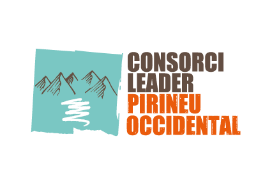 CONSORCI
LEADER
PIRINEU
OCCIDENTAL